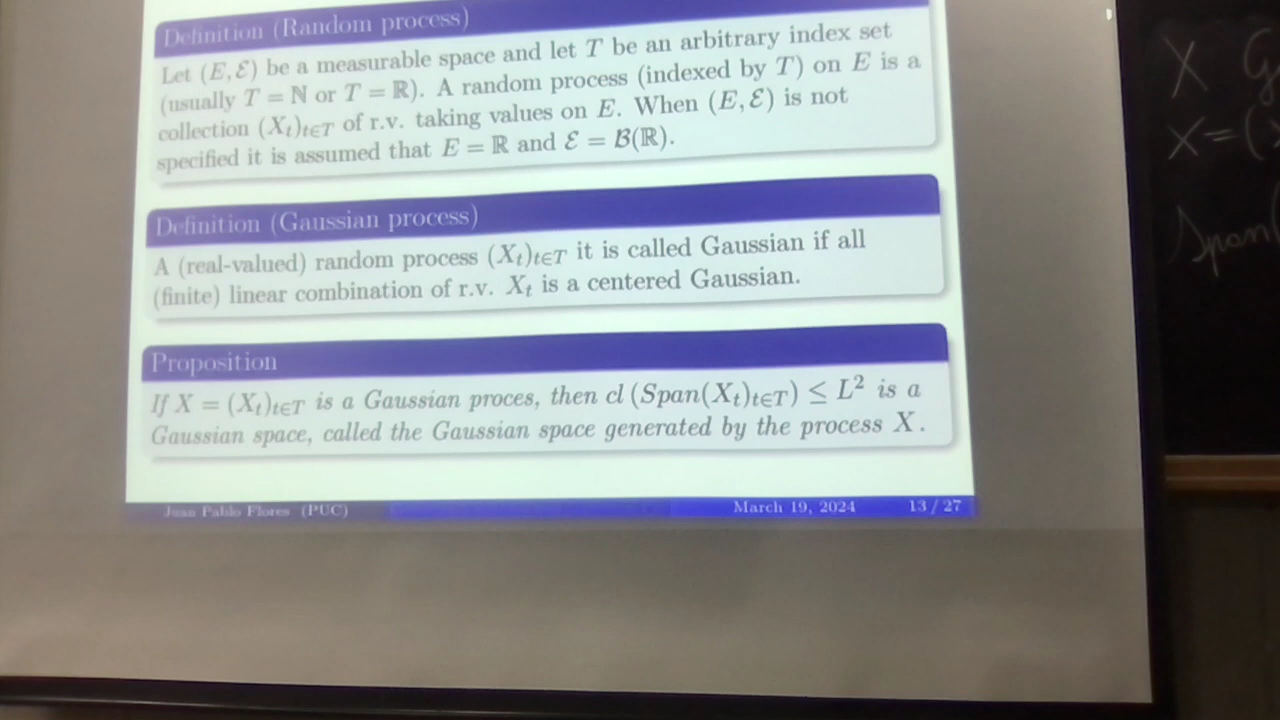 Definition (Random process)
Let (E, ℰ) be a measurable space and let T be an arbitrary index set
(usually T = ℕ or T = ℝ). A random process (indexed by T) on E is a
collection (X_t)_{t∈T} of r.v. taking values on E. When (E, ℰ) is not
specified it is assumed that E = ℝ and ℰ = ℬ(ℝ).
Definition (Gaussian process)
A (real-valued) random process (X_t)_{t∈T} it is called Gaussian if all
(finite) linear combination of r.v. X_t is a centered Gaussian.
Proposition
If X = (X_t)_{t∈T} is a Gaussian proces, then cl (Span(X_t)_{t∈T}) ≤ L² is a
Gaussian space, called the Gaussian space generated by the process X.
Juan Pablo Flores (PUC) March 19, 2024 13 / 27
X G
X = (
Span(